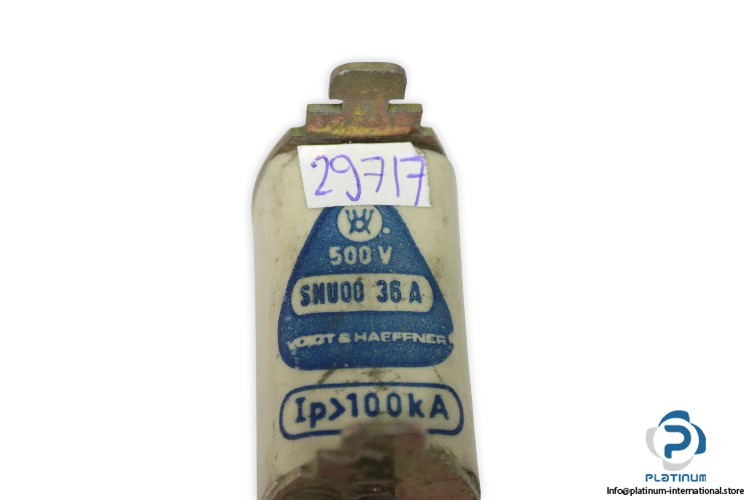 29717
500 V
SNU00 36 A
VOIGT & HAEFFNER
Ip>100kA
PLATINUM
Info@platinum-international.store